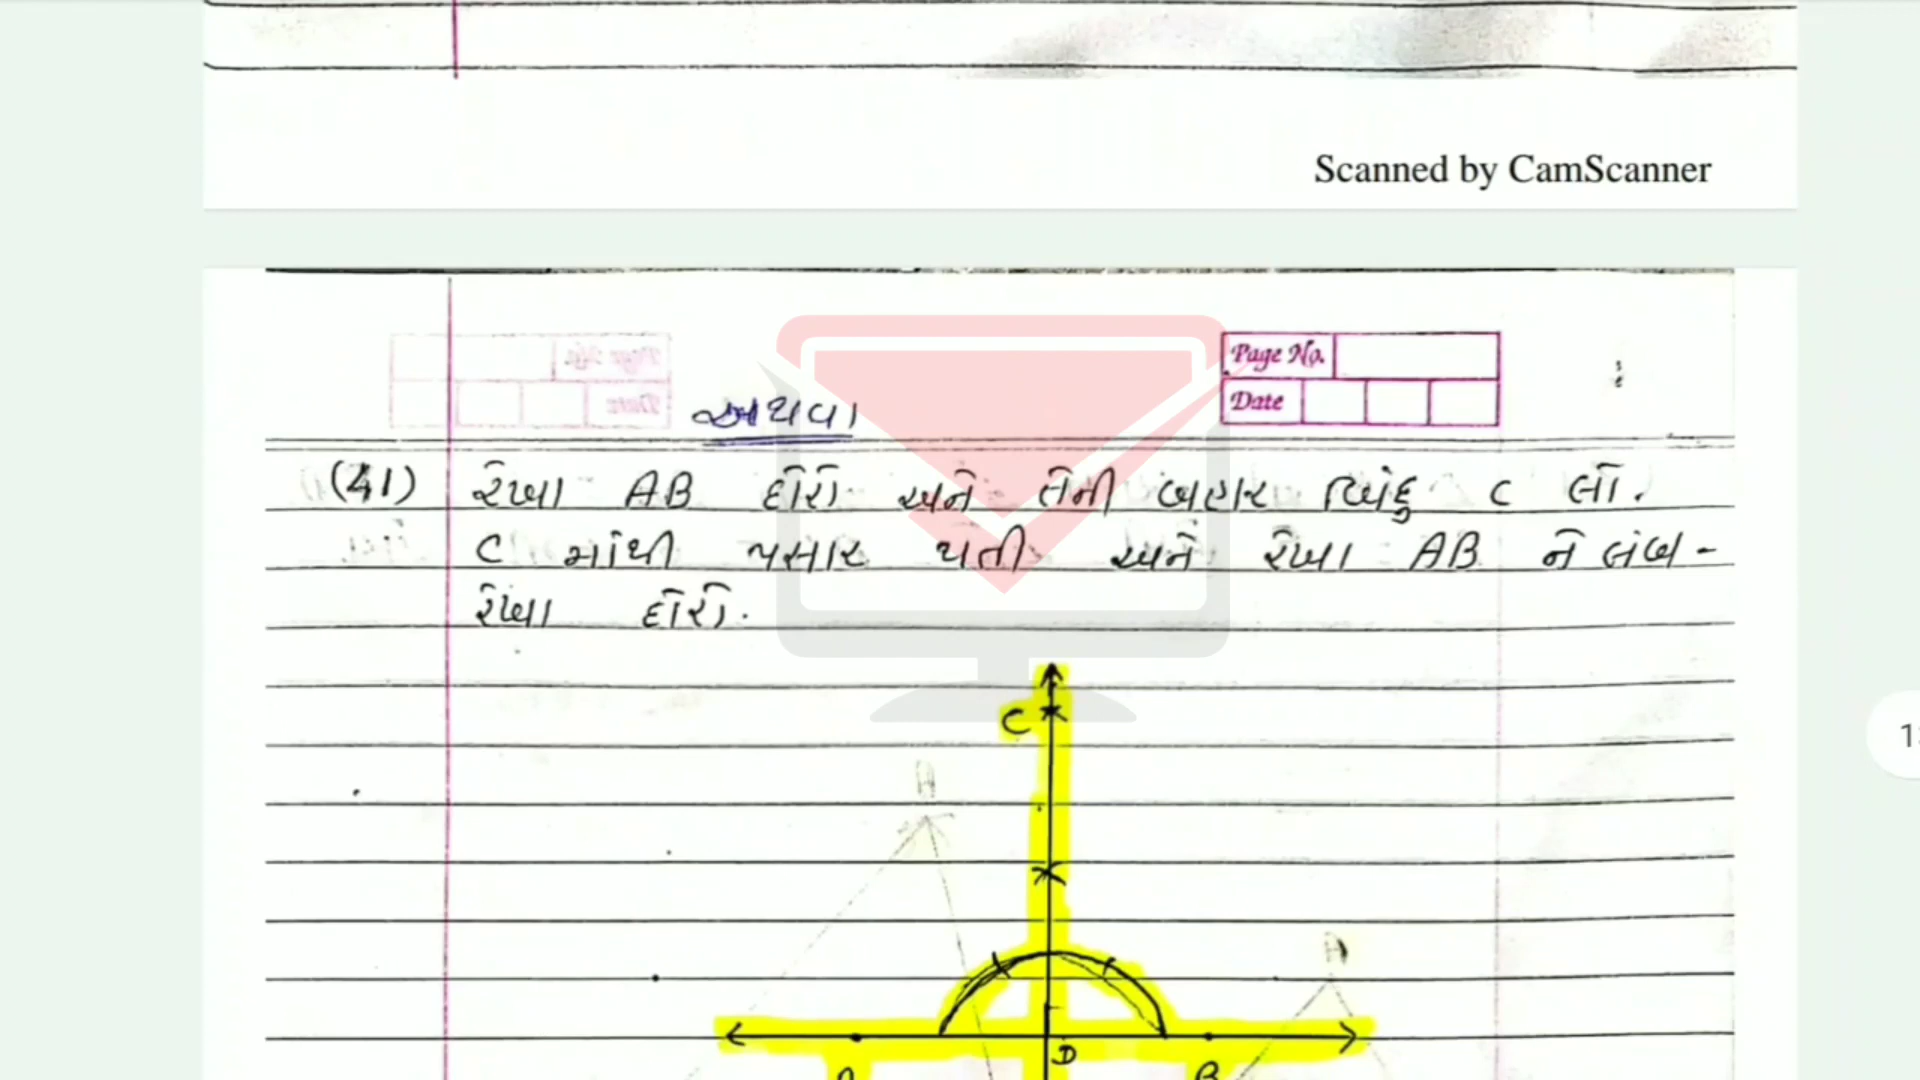 Scanned by CamScanner
Page No.
Date
અથવા
(41) રેખા AB દોરો અને તેની બહાર બિંદુ C લો.
C માંથી પસાર થતી અને રેખા AB ને લંબ-
રેખા દોરો.
C
D
B